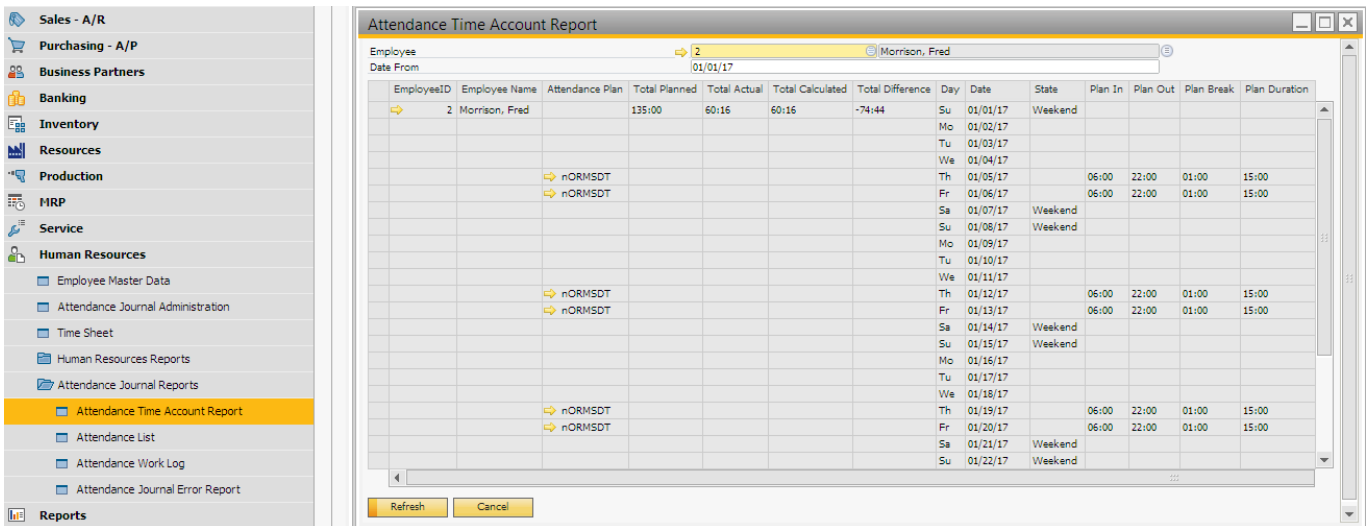 Sales - A/R
Purchasing - A/P
Business Partners
Banking
Inventory
Resources
Production
MRP
Service
Human Resources
Employee Master Data
Attendance Journal Administration
Time Sheet
Human Resources Reports
Attendance Journal Reports
Attendance Time Account Report
Attendance List
Attendance Work Log
Attendance Journal Error Report
Reports
Attendance Time Account Report
Employee 2 Morrison, Fred
Date From 01/01/17
EmployeeID Employee Name Attendance Plan Total Planned Total Actual Total Calculated Total Difference Day Date State Plan In Plan Out Plan Break Plan Duration
2 Morrison, Fred 135:00 60:16 60:16 -74:44 Su 01/01/17 Weekend
Mo 01/02/17
Tu 01/03/17
We 01/04/17
nORMSDT Th 01/05/17 06:00 22:00 01:00 15:00
nORMSDT Fr 01/06/17 06:00 22:00 01:00 15:00
Sa 01/07/17 Weekend
Su 01/08/17 Weekend
Mo 01/09/17
Tu 01/10/17
We 01/11/17
nORMSDT Th 01/12/17 06:00 22:00 01:00 15:00
nORMSDT Fr 01/13/17 06:00 22:00 01:00 15:00
Sa 01/14/17 Weekend
Su 01/15/17 Weekend
Mo 01/16/17
Tu 01/17/17
We 01/18/17
nORMSDT Th 01/19/17 06:00 22:00 01:00 15:00
nORMSDT Fr 01/20/17 06:00 22:00 01:00 15:00
Sa 01/21/17 Weekend
Su 01/22/17 Weekend
Refresh Cancel